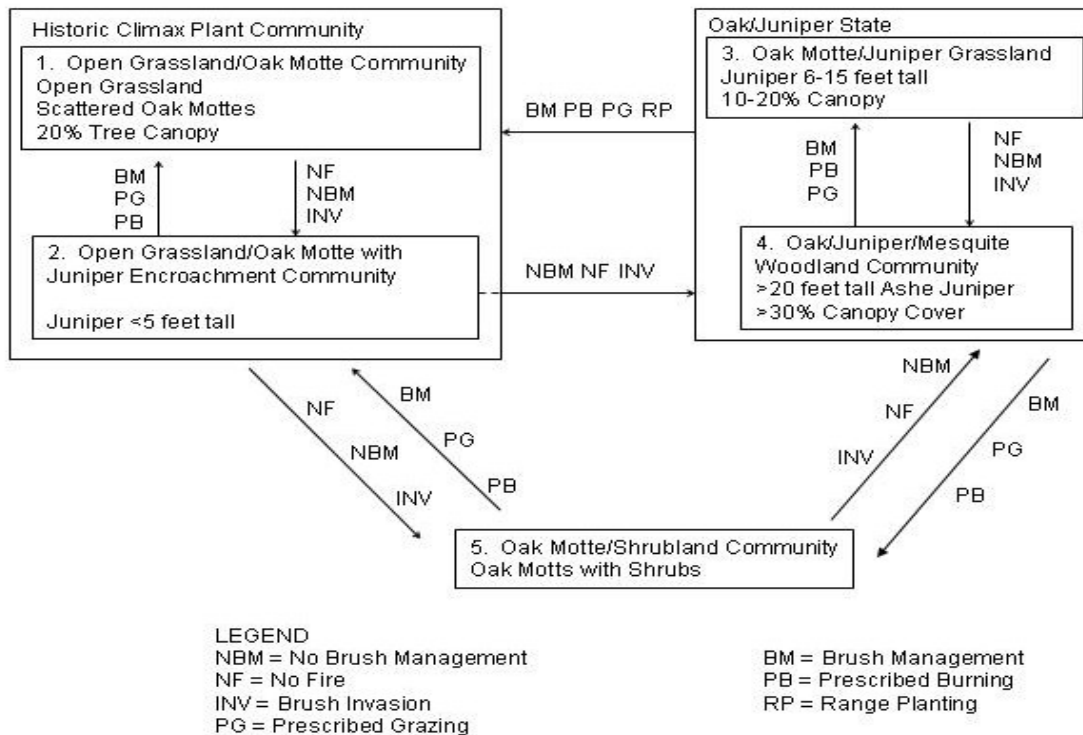 Historic Climax Plant Community
1. Open Grassland/Oak Motte Community
Open Grassland
Scattered Oak Mottes
20% Tree Canopy
BM
PG
PB
NF
NBM
INV
2. Open Grassland/Oak Motte with
Juniper Encroachment Community
Juniper <5 feet tall
BM PB PG RP
NBM NF INV
Oak/Juniper State
3. Oak Motte/Juniper Grassland
Juniper 6-15 feet tall
10-20% Canopy
BM
PB
PG
NF
NBM
INV
4. Oak/Juniper/Mesquite
Woodland Community
>20 feet tall Ashe Juniper
>30% Canopy Cover
NF
NBM
INV
BM
PG
PB
NBM
NF
INV
BM
PG
PB
5. Oak Motte/Shrubland Community
Oak Motts with Shrubs
LEGEND
NBM = No Brush Management
NF = No Fire
INV = Brush Invasion
PG = Prescribed Grazing
BM = Brush Management
PB = Prescribed Burning
RP = Range Planting